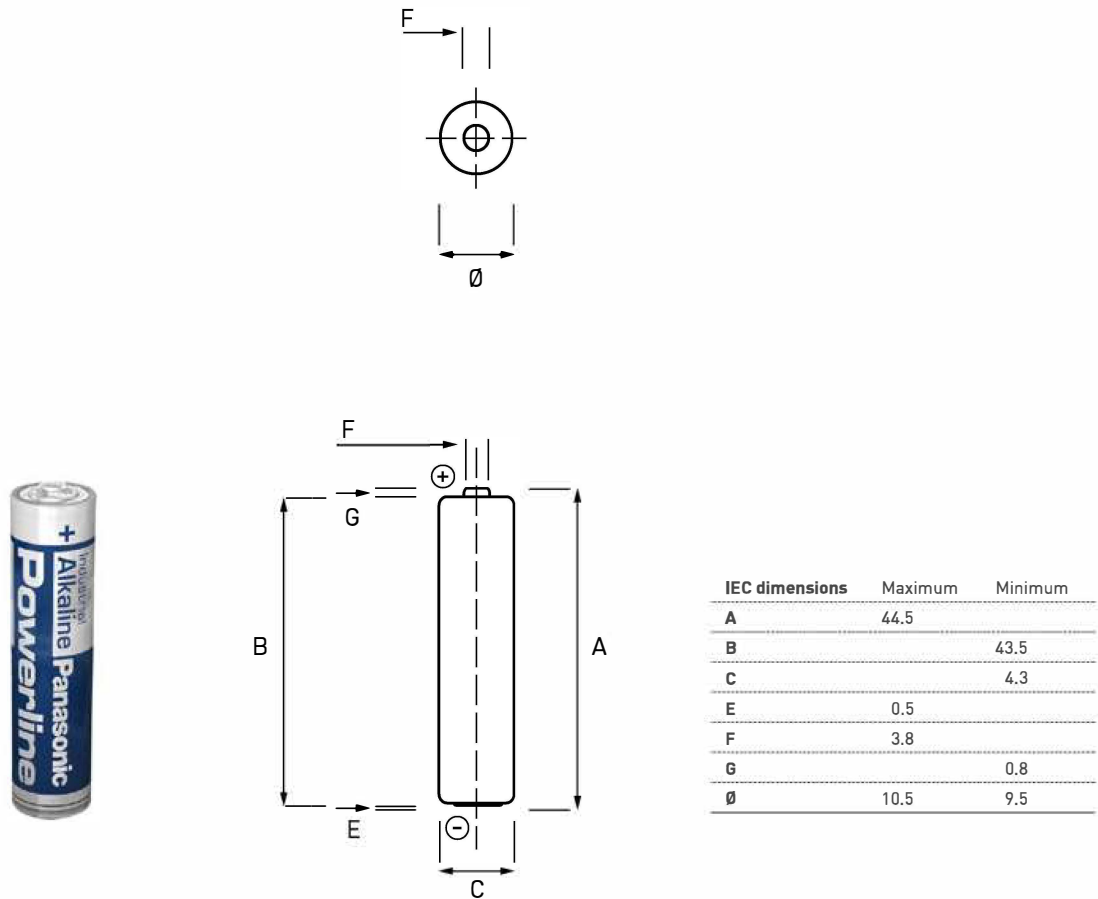 F
Ø
F
+
G
B
A
E
−
C
+
Industrial
Alkaline Panasonic
Powerline
IEC dimensions Maximum Minimum
A 44.5
B 43.5
C 4.3
E 0.5
F 3.8
G 0.8
Ø 10.5 9.5